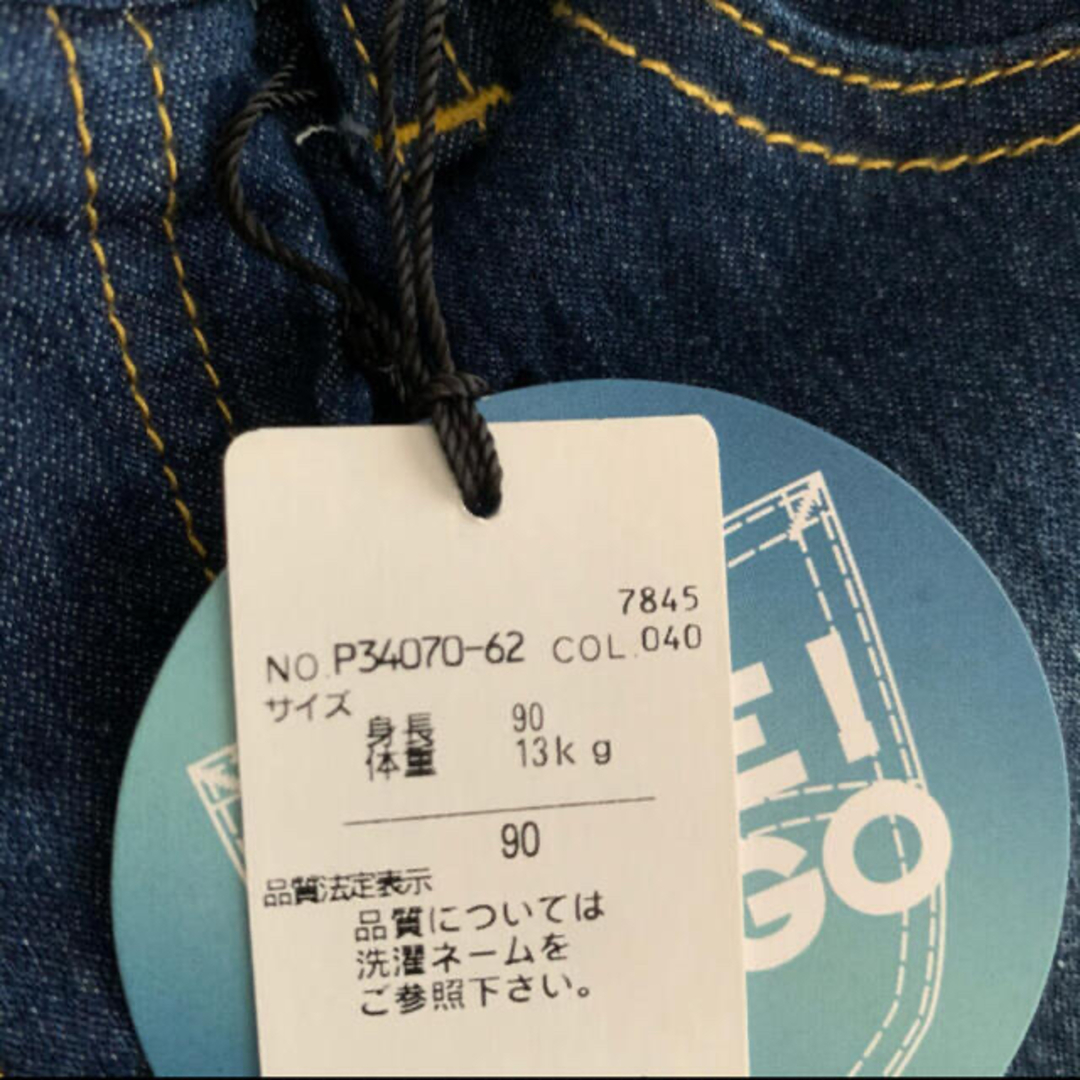 7845
NO.P34070-62 COL.040
サイズ
身長 90
体重 13kg
90
品質法定表示
品質については
洗濯ネームを
ご参照下さい。
EI
GO